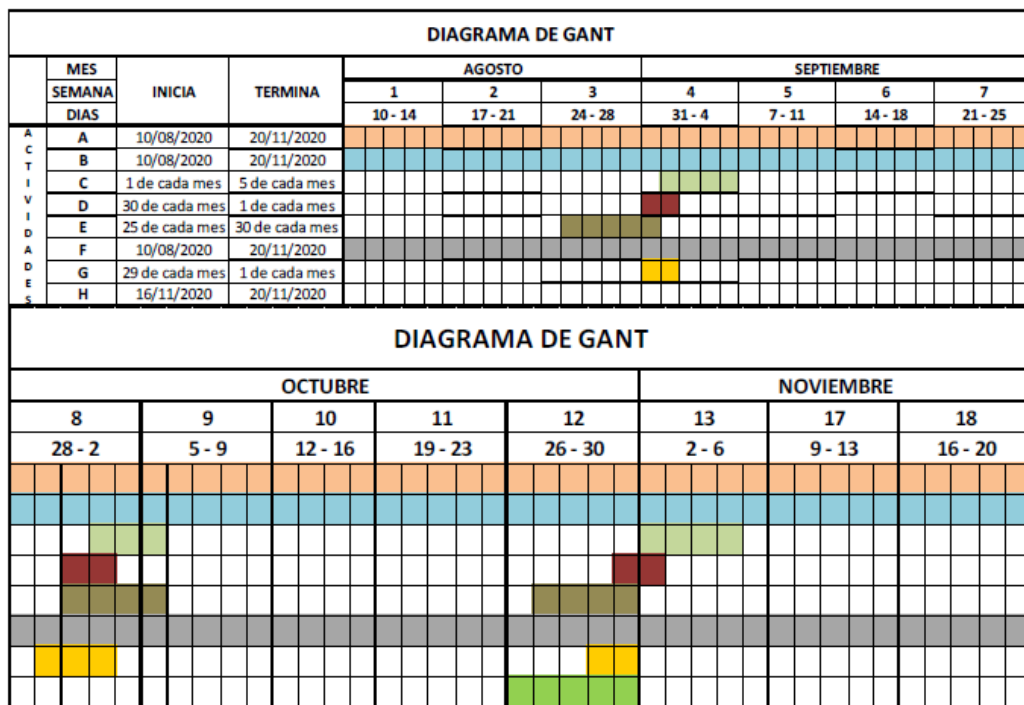 DIAGRAMA DE GANT
MES INICIA TERMINA AGOSTO SEPTIEMBRE
SEMANA 1 2 3 4 5 6 7
DIAS 10 - 14 17 - 21 24 - 28 31 - 4 7 - 11 14 - 18 21 - 25
ACTIVIDADES
A 10/08/2020 20/11/2020
B 10/08/2020 20/11/2020
C 1 de cada mes 5 de cada mes
D 30 de cada mes 1 de cada mes
E 25 de cada mes 30 de cada mes
F 10/08/2020 20/11/2020
G 29 de cada mes 1 de cada mes
H 16/11/2020 20/11/2020
DIAGRAMA DE GANT
OCTUBRE NOVIEMBRE
8 9 10 11 12 13 17 18
28 - 2 5 - 9 12 - 16 19 - 23 26 - 30 2 - 6 9 - 13 16 - 20